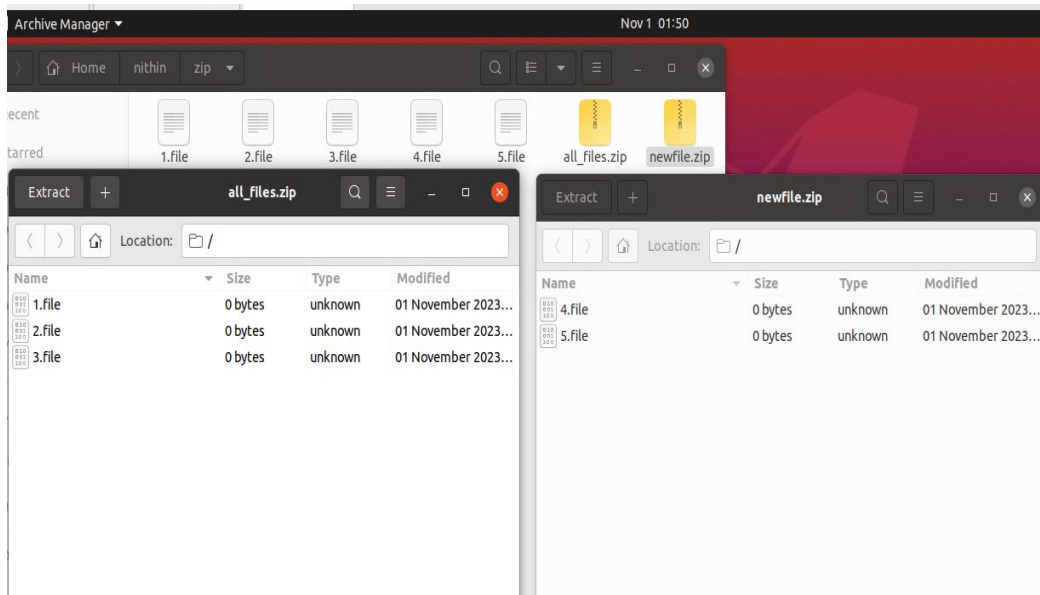 Archive Manager
Nov 1 01:50
Home nithin zip
ecent
tarred
1.file 2.file 3.file 4.file 5.file all_files.zip newfile.zip
Extract + all_files.zip
Location: /
Name Size Type Modified
1.file 0 bytes unknown 01 November 2023...
2.file 0 bytes unknown 01 November 2023...
3.file 0 bytes unknown 01 November 2023...
Extract + newfile.zip
Location: /
Name Size Type Modified
4.file 0 bytes unknown 01 November 2023...
5.file 0 bytes unknown 01 November 2023...